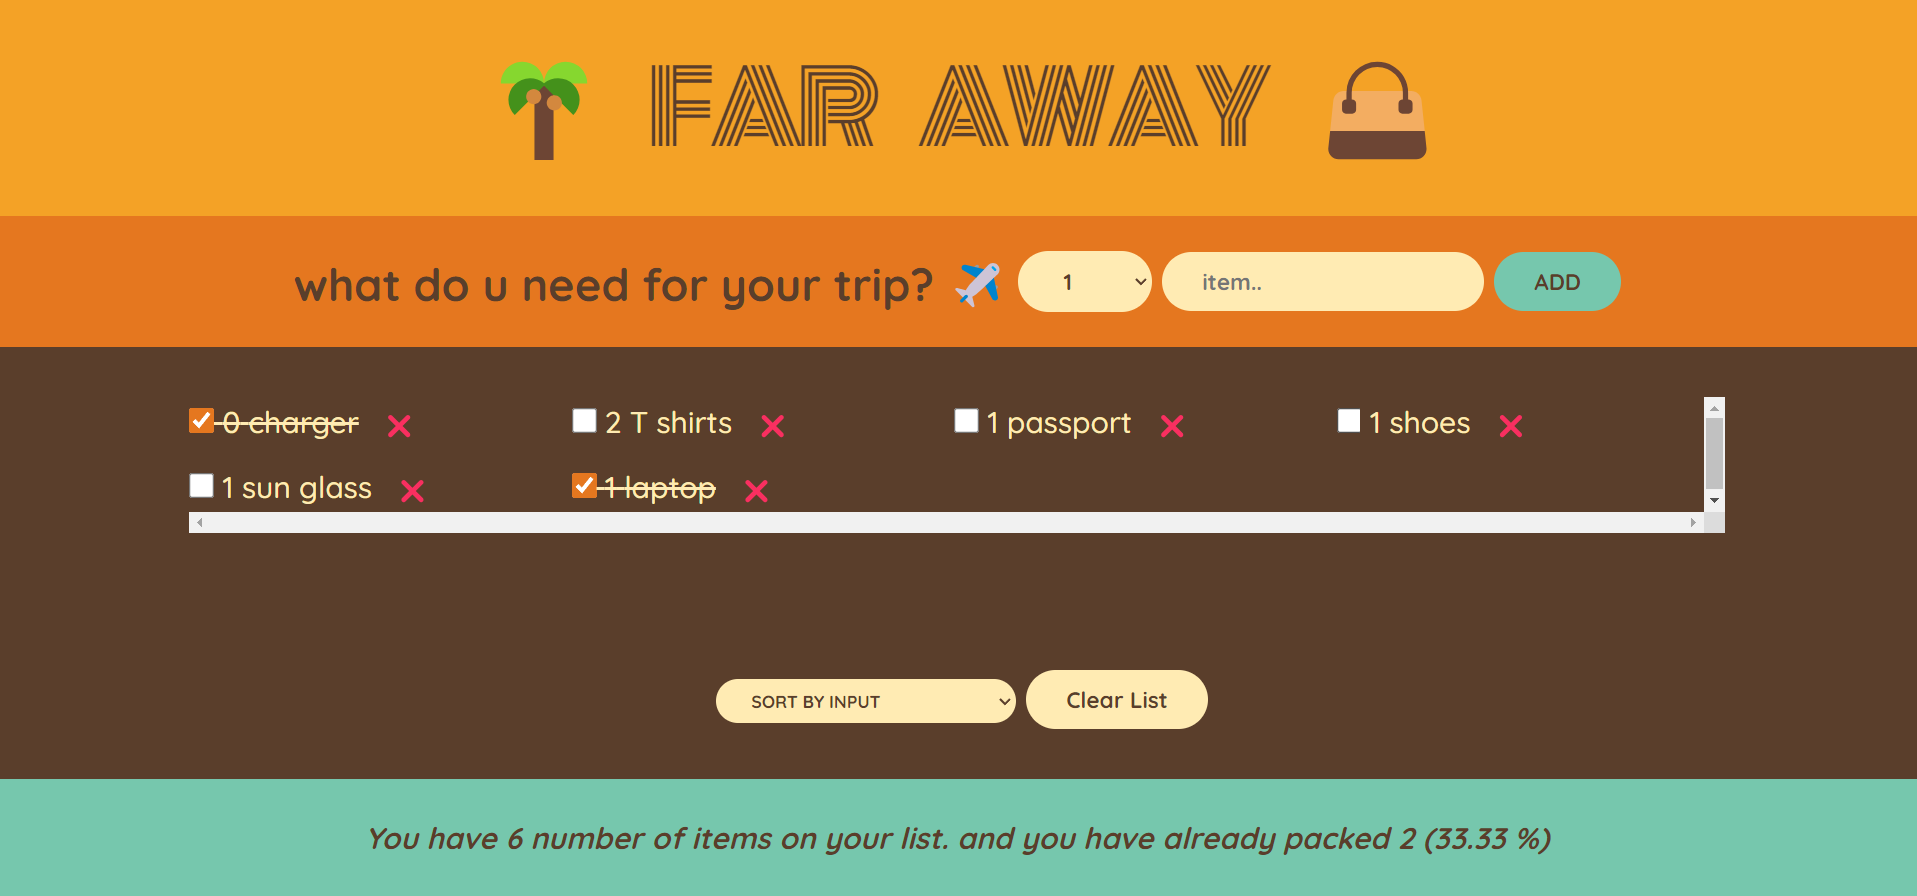 FAR AWAY
what do u need for your trip? 1 item.. ADD
0 charger 2 T shirts 1 passport 1 shoes
1 sun glass 1 laptop
SORT BY INPUT Clear List
You have 6 number of items on your list. and you have already packed 2 (33.33 %)